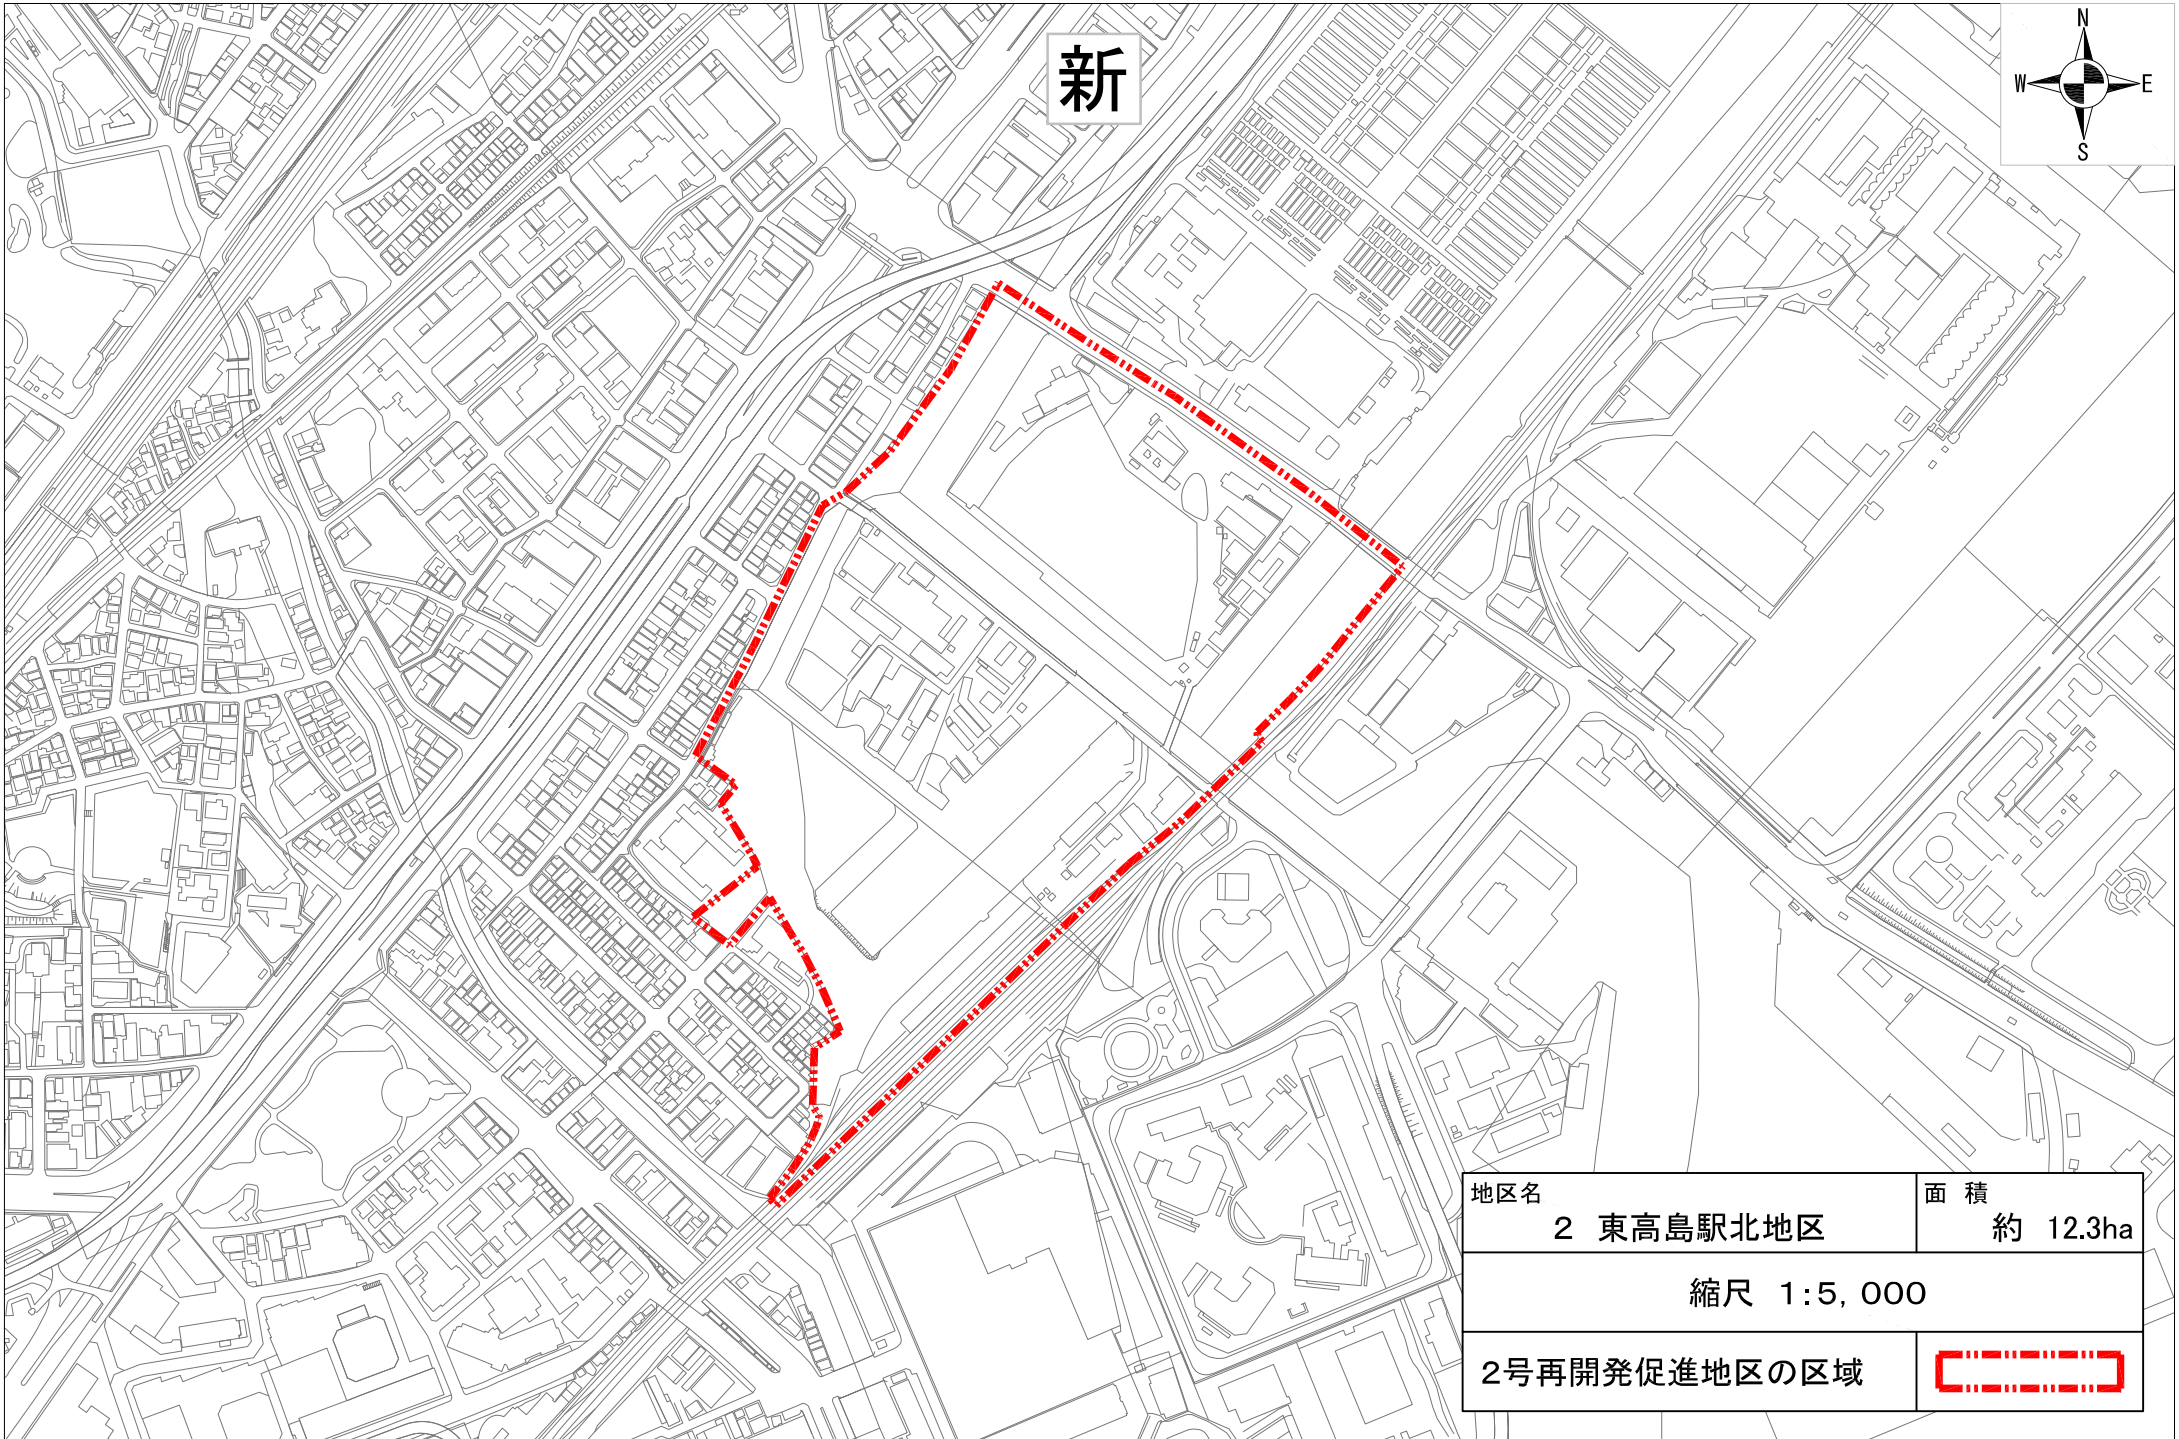 新
N
W E
S
地区名
2 東高島駅北地区
面 積
約 12.3ha
縮尺 1:5,000
2号再開発促進地区の区域